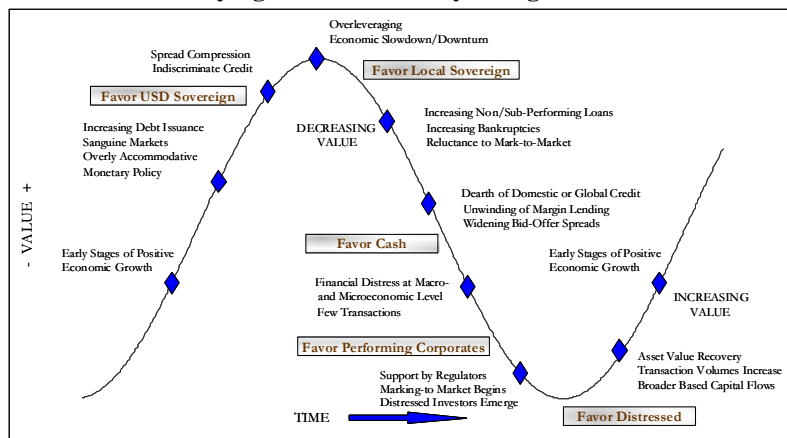 Overleveraging
Economic Slowdown/Downturn
Spread Compression
Indiscriminate Credit
Favor Local Sovereign
Favor USD Sovereign
Increasing Debt Issuance
Sanguine Markets
Overly Accommodative
Monetary Policy
DECREASING
VALUE
Increasing Non/Sub-Performing Loans
Increasing Bankruptcies
Reluctance to Mark-to-Market
- VALUE +
Dearth of Domestic or Global Credit
Unwinding of Margin Lending
Widening Bid-Offer Spreads
Favor Cash
Early Stages of Positive
Economic Growth
Early Stages of Positive
Economic Growth
Financial Distress at Macro-
and Microeconomic Level
Few Transactions
INCREASING
VALUE
Favor Performing Corporates
Asset Value Recovery
Transaction Volumes Increase
Broader Based Capital Flows
Support by Regulators
Marking-to Market Begins
Distressed Investors Emerge
TIME
Favor Distressed